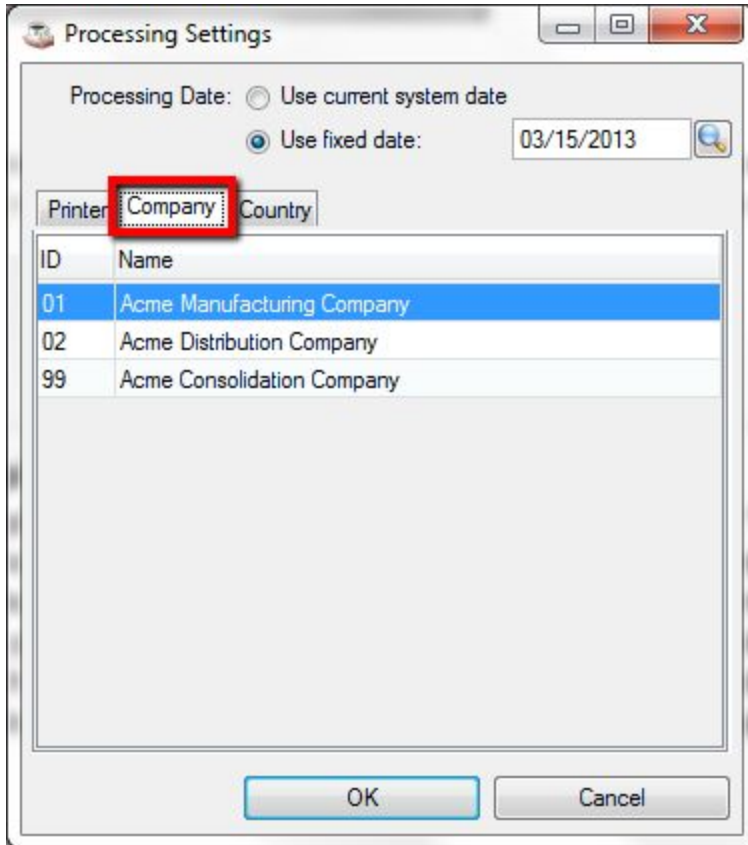 Processing Settings
Processing Date: Use current system date
Use fixed date: 03/15/2013
Printer Company Country
ID Name
01 Acme Manufacturing Company
02 Acme Distribution Company
99 Acme Consolidation Company
OK Cancel